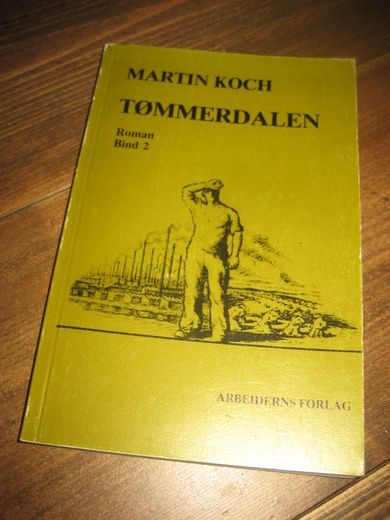 MARTIN KOCH
TØMMERDALEN
Roman
Bind 2
ARBEIDERNS FORLAG